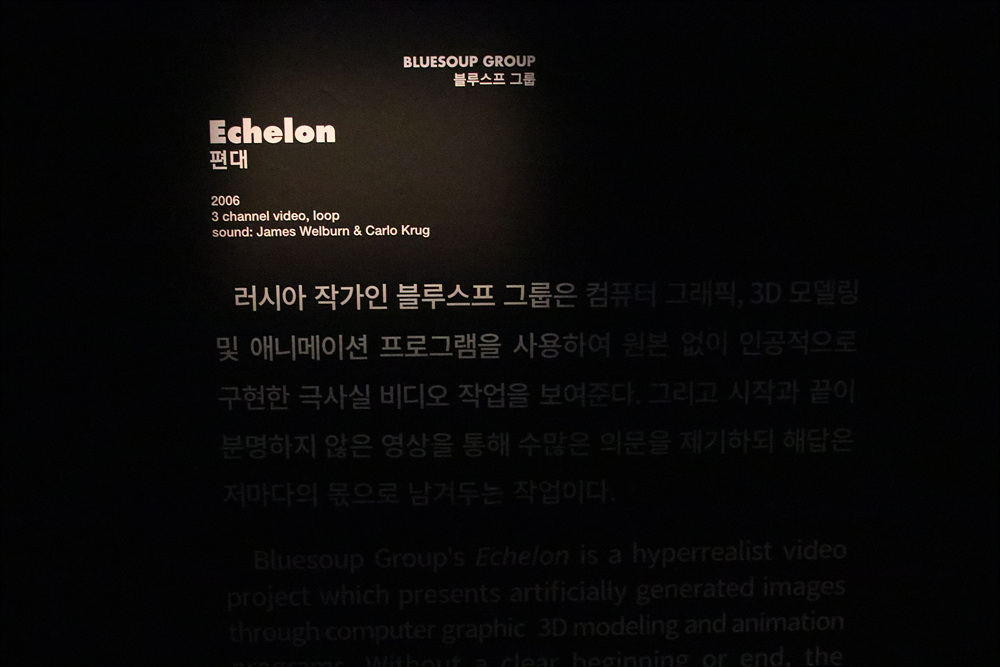 BLUESOUP GROUP
블루스프 그룹
Echelon
편대
2006
3 channel video, loop
sound: James Welburn & Carlo Krug
러시아 작가인 블루스프 그룹은 컴퓨터 그래픽, 3D 모델링
및 애니메이션 프로그램을 사용하여 원본 없이 인공적으로
구현한 극사실 비디오 작업을 보여준다. 그리고 시작과 끝이
분명하지 않은 영상을 통해 수많은 의문을 제기하되 해답은
저마다의 몫으로 남겨두는 작업이다.
Bluesoup Group's Echelon is a hyperrealist video
project which presents artificially generated images
through computer graphic 3D modeling and animation
programs. Without a clear beginning or end, the